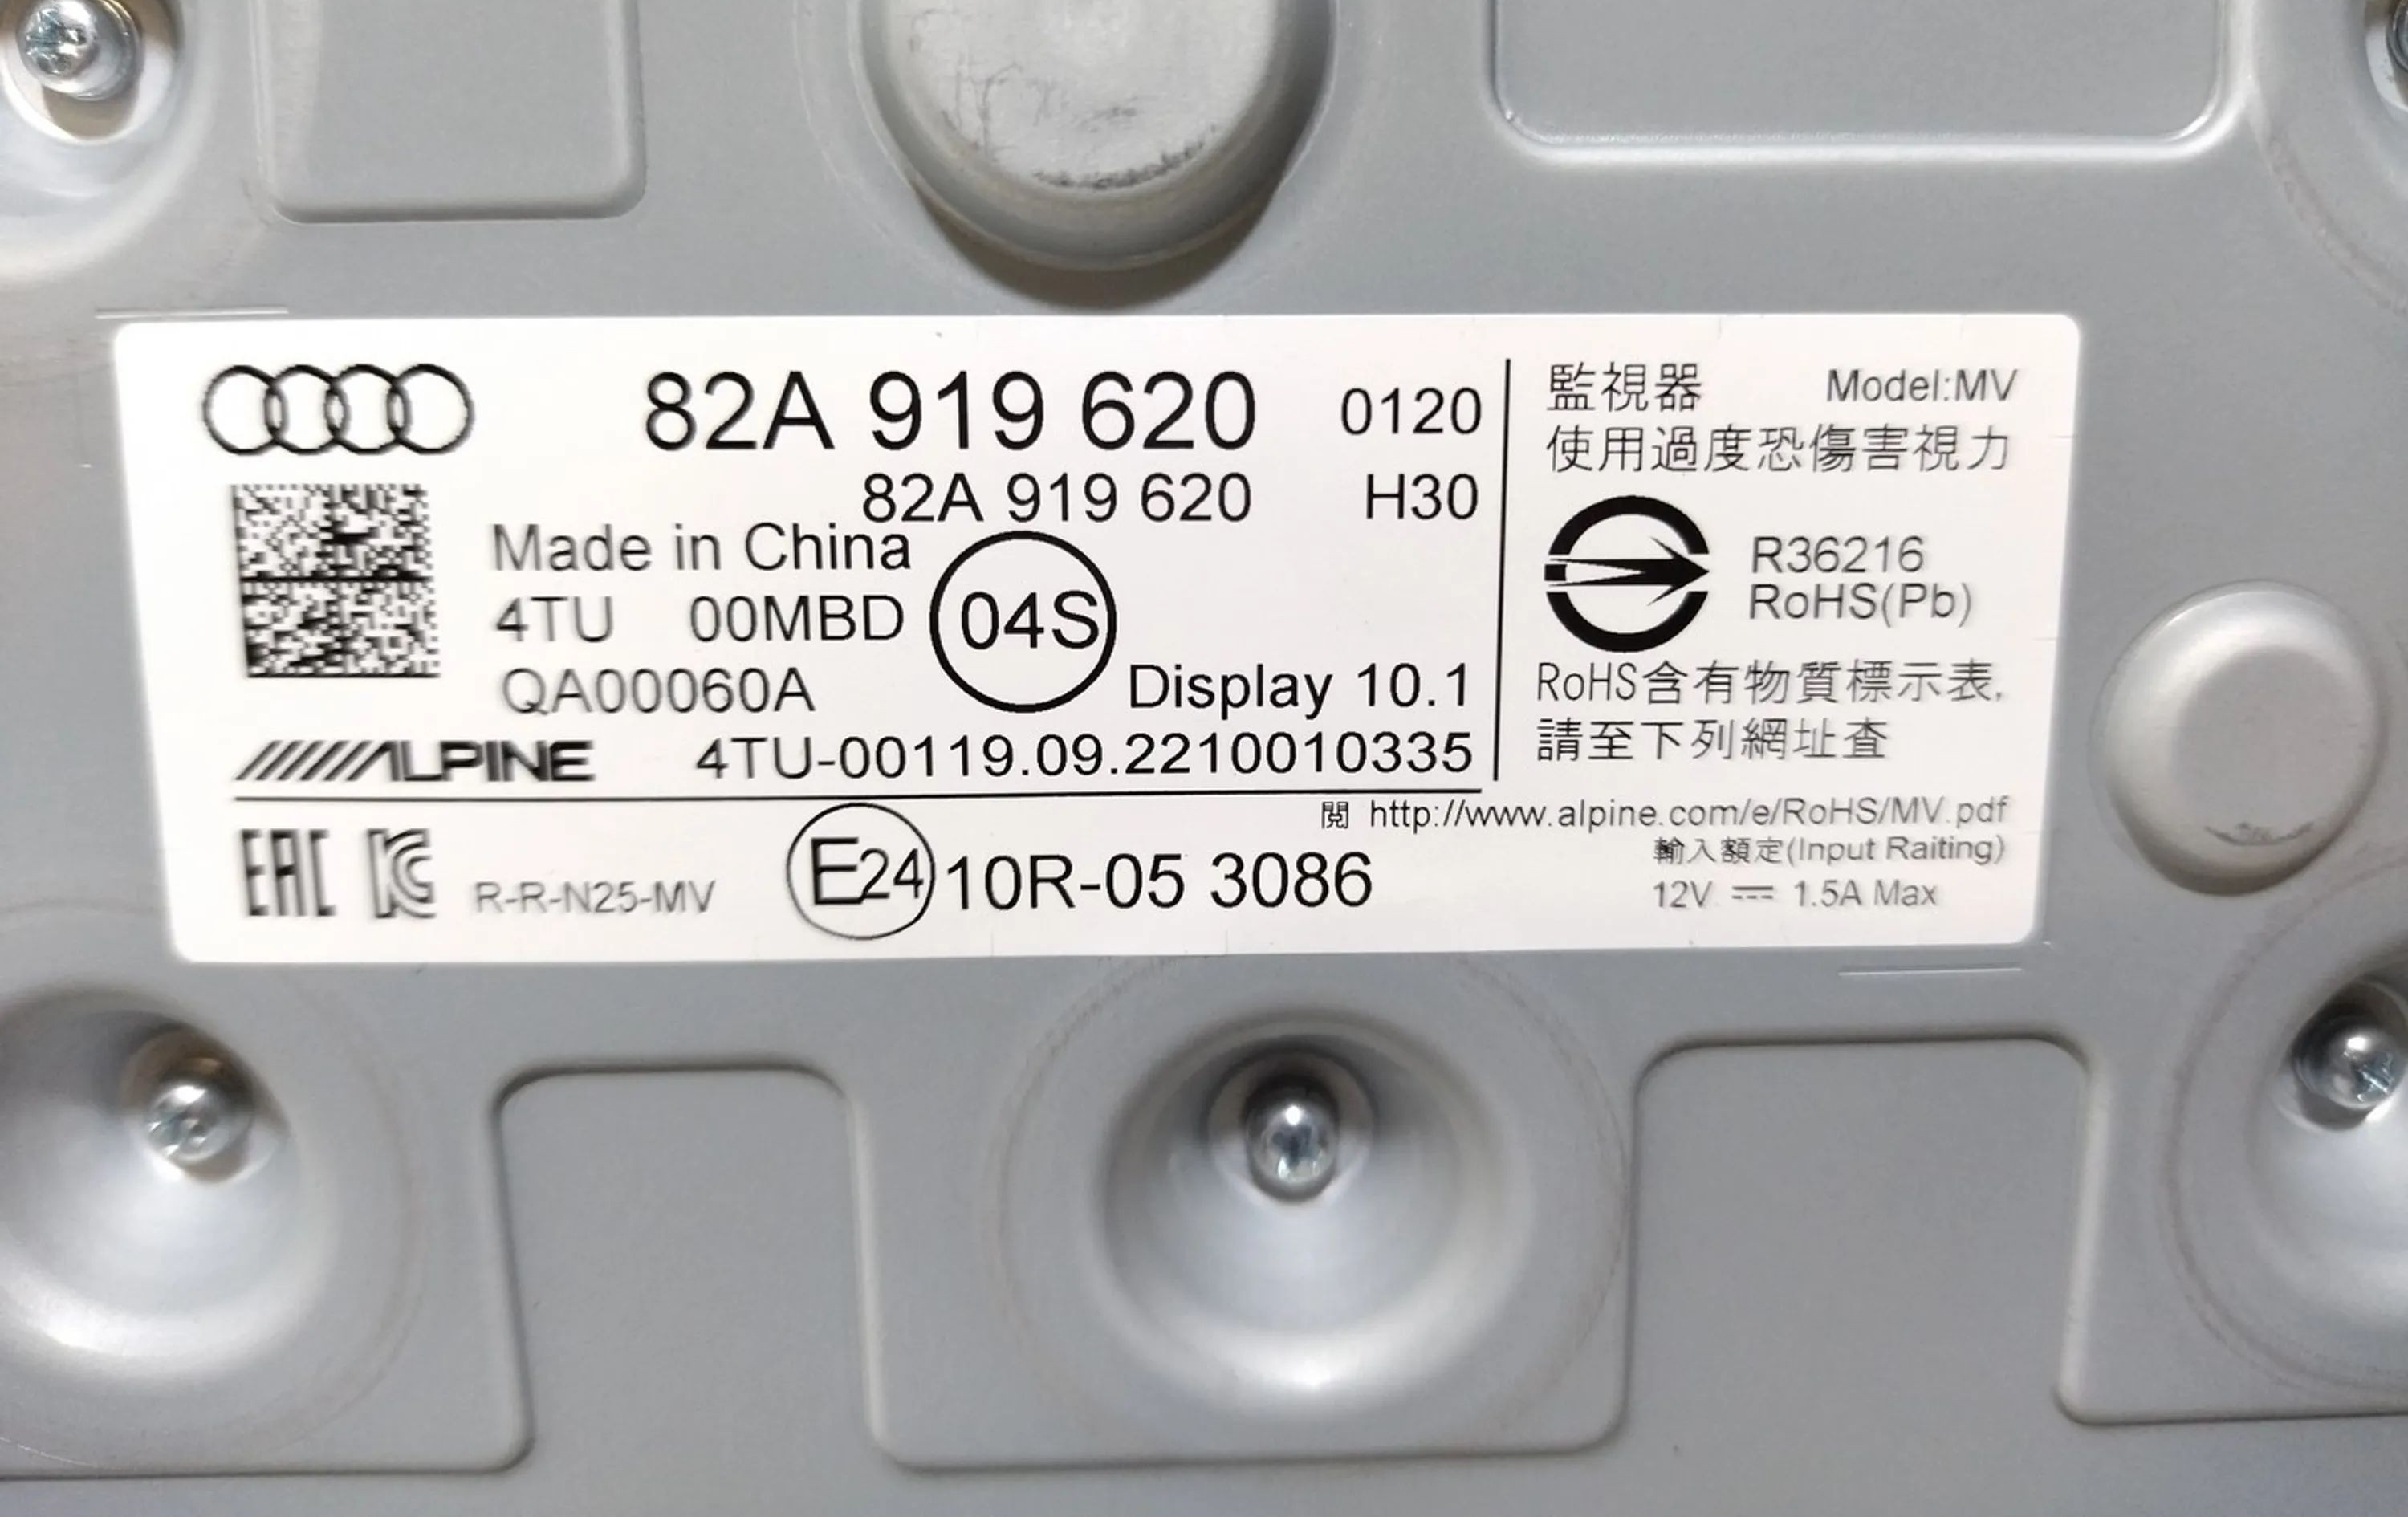 82A 919 620 0120
82A 919 620 H30
Made in China
4TU 00MBD 04S
QA00060A
Display 10.1
ALPINE 4TU-00119.09.2210010335
監視器 Model:MV
使用過度恐傷害視力
R36216
RoHS(Pb)
RoHS含有物質標示表,
請至下列網址查
閱 http://www.alpine.com/e/RoHS/MV.pdf
輸入額定(Input Raiting)
12V ⎓ 1.5A Max
EAC KC R-R-N25-MV E24 10R-05 3086